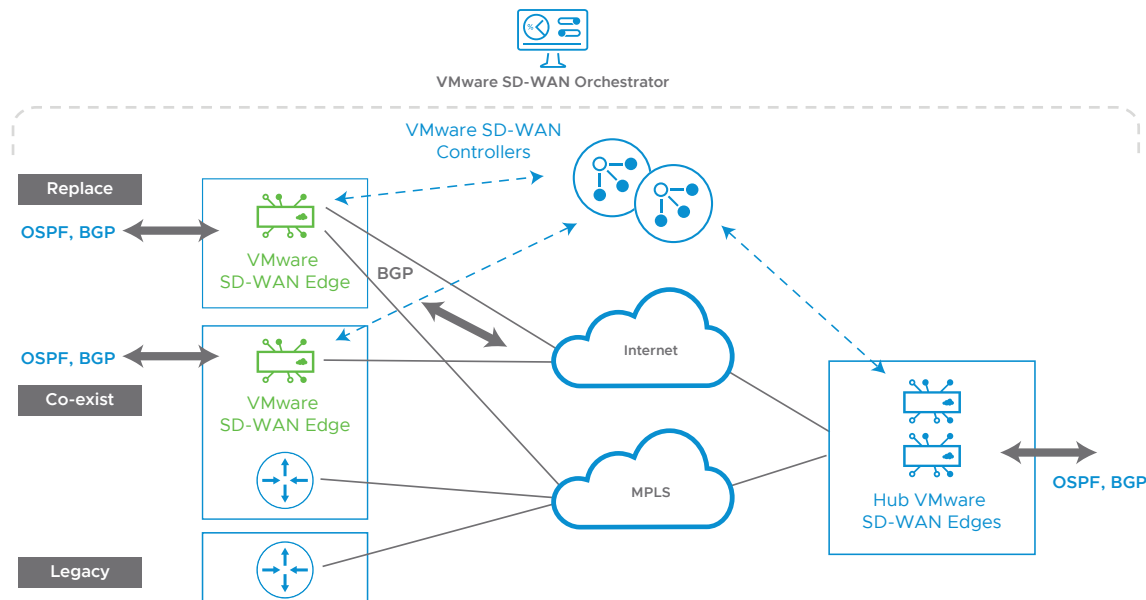 VMware SD-WAN Orchestrator
VMware SD-WAN
Controllers
Replace
OSPF, BGP
VMware
SD-WAN Edge
BGP
OSPF, BGP
Co-exist
VMware
SD-WAN Edge
Internet
MPLS
Hub VMware
SD-WAN Edges
OSPF, BGP
Legacy